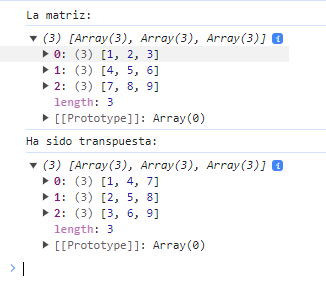 La matriz:
▼ (3) [Array(3), Array(3), Array(3)] i
▶ 0: (3) [1, 2, 3]
▶ 1: (3) [4, 5, 6]
▶ 2: (3) [7, 8, 9]
length: 3
▶ [[Prototype]]: Array(0)
Ha sido transpuesta:
▼ (3) [Array(3), Array(3), Array(3)] i
▶ 0: (3) [1, 4, 7]
▶ 1: (3) [2, 5, 8]
▶ 2: (3) [3, 6, 9]
length: 3
▶ [[Prototype]]: Array(0)
>